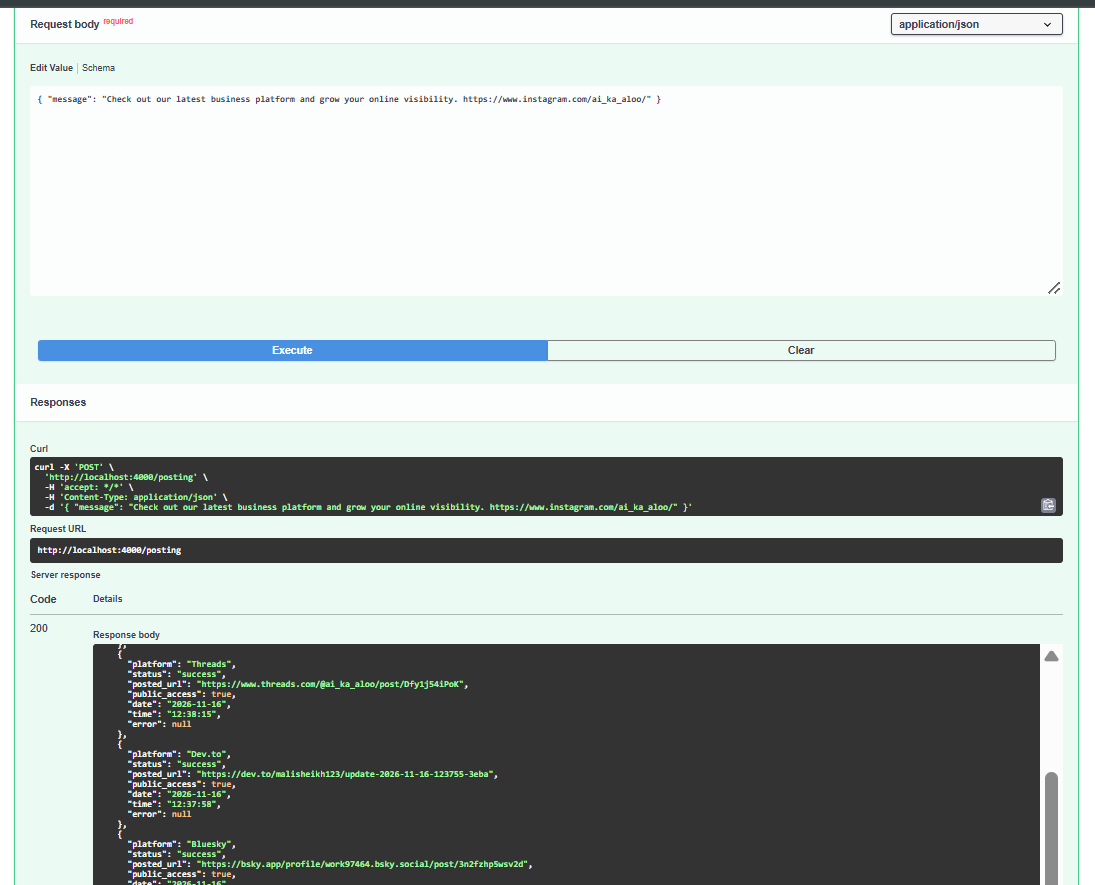 Request body required
application/json
Edit Value | Schema
{ "message": "Check out our latest business platform and grow your online visibility. https://www.instagram.com/ai_ka_aloo/" }
Execute
Clear
Responses
Curl
curl -X 'POST' \
'http://localhost:4000/posting' \
-H 'accept: */*' \
-H 'Content-Type: application/json' \
-d '{ "message": "Check out our latest business platform and grow your online visibility. https://www.instagram.com/ai_ka_aloo/" }'
Request URL
http://localhost:4000/posting
Server response
Code
Details
200
Response body
},
{
"platform": "Threads",
"status": "success",
"posted_url": "https://www.threads.com/@ai_ka_aloo/post/Dfy1j54iPoK",
"public_access": true,
"date": "2026-11-16",
"time": "12:38:15",
"error": null
},
{
"platform": "Dev.to",
"status": "success",
"posted_url": "https://dev.to/malisheikh123/update-2026-11-16-123755-3eba",
"public_access": true,
"date": "2026-11-16",
"time": "12:37:58",
"error": null
},
{
"platform": "Bluesky",
"status": "success",
"posted_url": "https://bsky.app/profile/work97464.bsky.social/post/3n2fzhp5wsv2d",
"public_access": true,
"date": "2026-11-16"